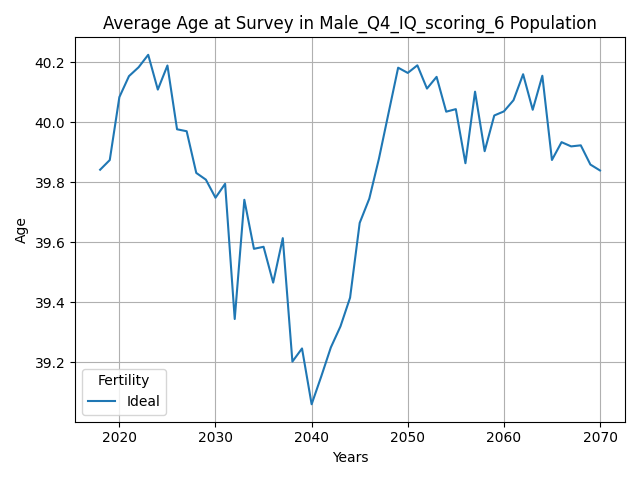 Average Age at Survey in Male_Q4_IQ_scoring_6 Population
Age
40.2
40.0
39.8
39.6
39.4
39.2
Fertility
Ideal
2020 2030 2040 2050 2060 2070
Years